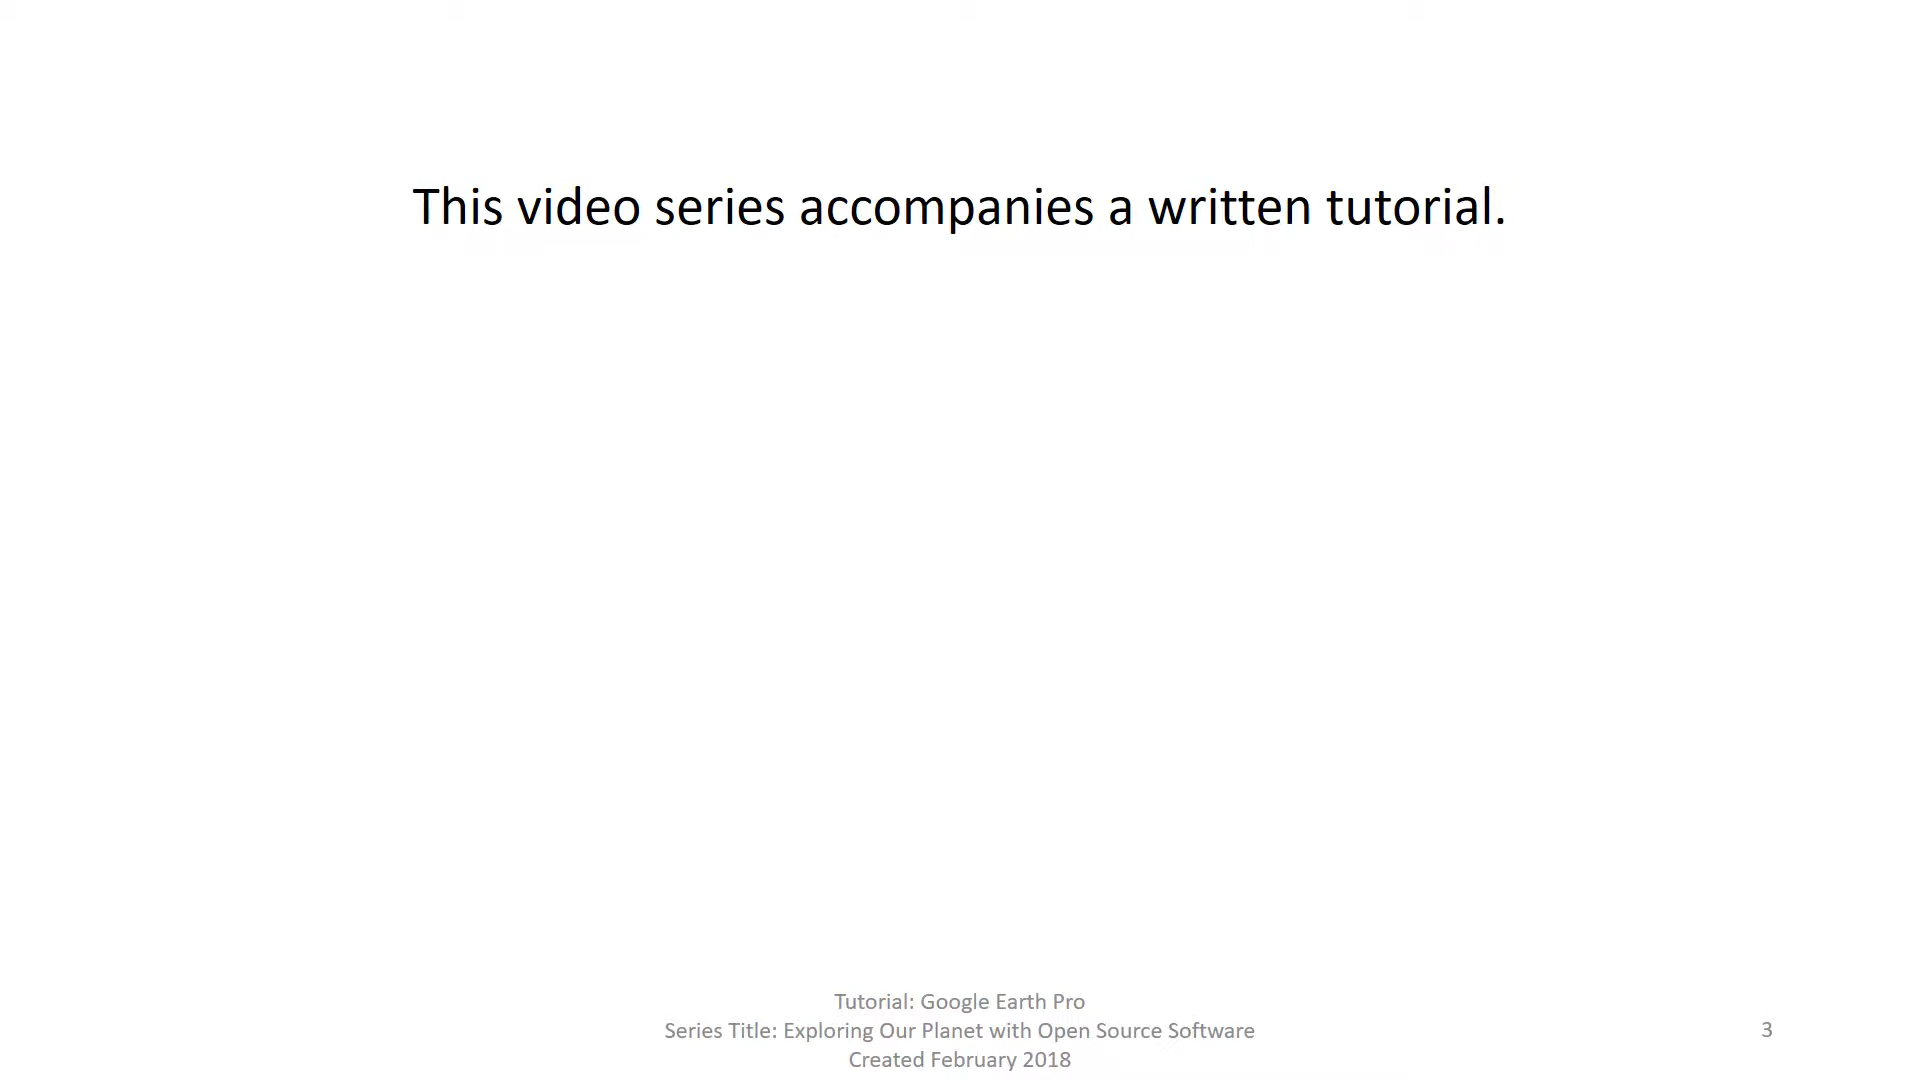 This video series accompanies a written tutorial.
Tutorial: Google Earth Pro
Series Title: Exploring Our Planet with Open Source Software
Created February 2018
3